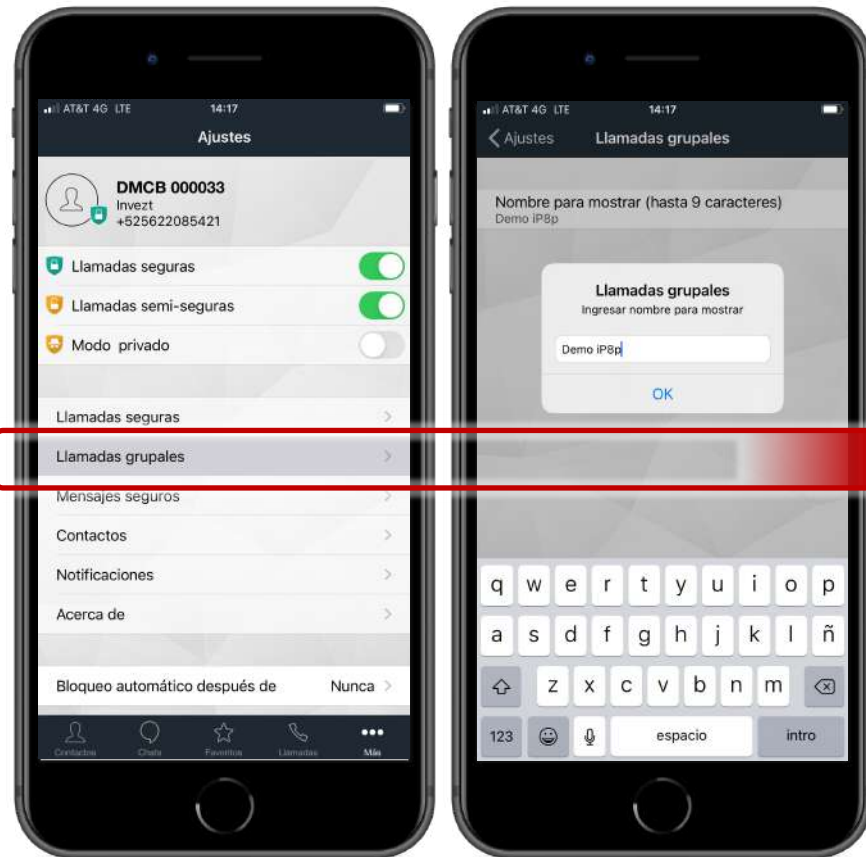 AT&T 4G LTE 14:17
Ajustes
DMCB 000033
Invezt
+525622085421
Llamadas seguras
Llamadas semi-seguras
Modo privado
Llamadas seguras
Llamadas grupales
Mensajes seguros
Contactos
Notificaciones
Acerca de
Bloqueo automático después de Nunca
Contactos Chats Favoritos Llamadas Más
AT&T 4G LTE 14:17
Ajustes Llamadas grupales
Nombre para mostrar (hasta 9 caracteres)
Demo iP8p
Llamadas grupales
Ingresar nombre para mostrar
Demo iP8p
OK
q w e r t y u i o p
a s d f g h j k l ñ
z x c v b n m
123 espacio intro